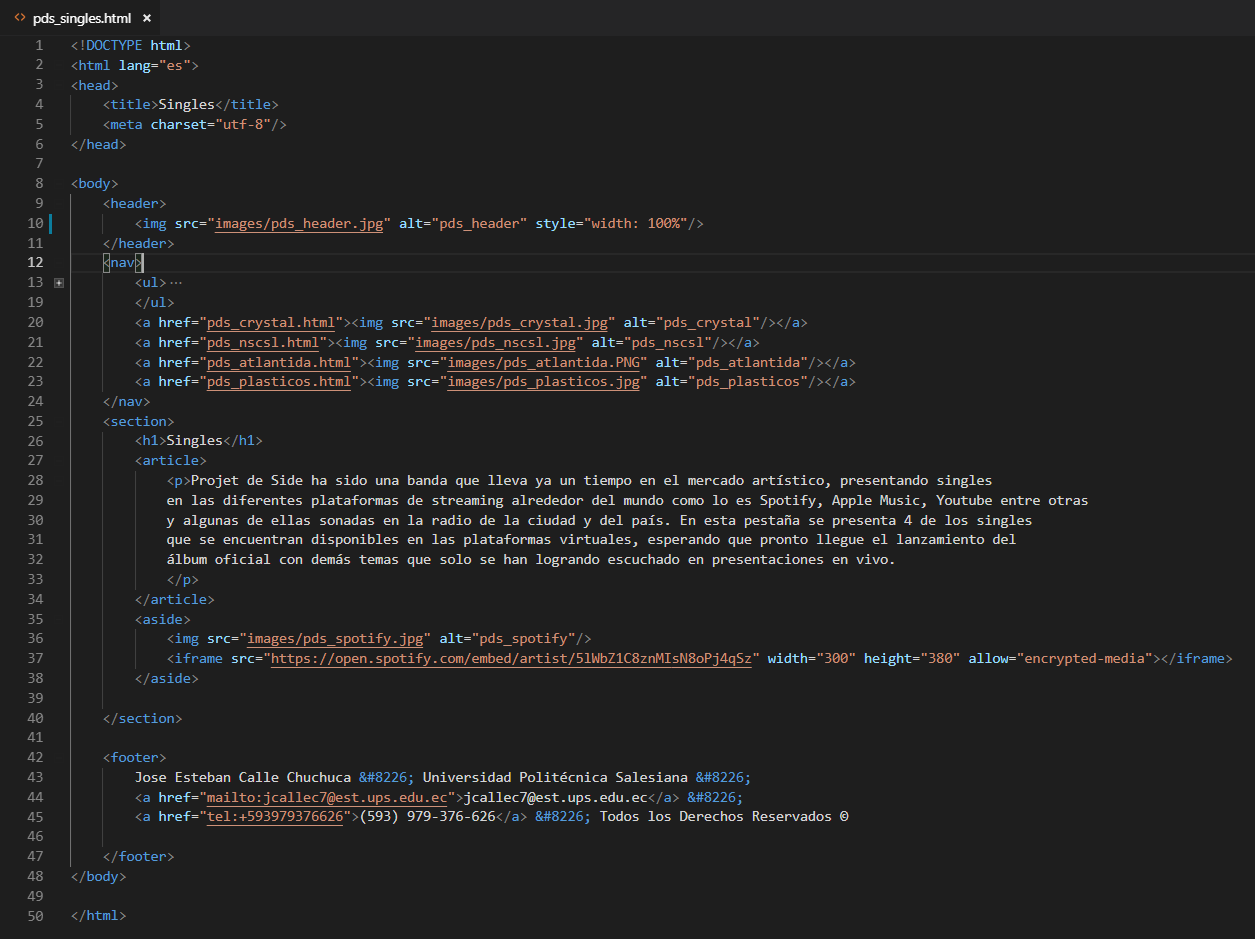 pds_singles.html ×
1 <!DOCTYPE html>
2 <html lang="es">
3 <head>
4 <title>Singles</title>
5 <meta charset="utf-8"/>
6 </head>
7
8 <body>
9 <header>
10 <img src="images/pds_header.jpg" alt="pds_header" style="width: 100%"/>
11 </header>
12 <nav>
13 <ul>···
19 </ul>
20 <a href="pds_crystal.html"><img src="images/pds_crystal.jpg" alt="pds_crystal"/></a>
21 <a href="pds_nscsl.html"><img src="images/pds_nscsl.jpg" alt="pds_nscsl"/></a>
22 <a href="pds_atlantida.html"><img src="images/pds_atlantida.PNG" alt="pds_atlantida"/></a>
23 <a href="pds_plasticos.html"><img src="images/pds_plasticos.jpg" alt="pds_plasticos"/></a>
24 </nav>
25 <section>
26 <h1>Singles</h1>
27 <article>
28 <p>Projet de Side ha sido una banda que lleva ya un tiempo en el mercado artístico, presentando singles
29 en las diferentes plataformas de streaming alrededor del mundo como lo es Spotify, Apple Music, Youtube entre otras
30 y algunas de ellas sonadas en la radio de la ciudad y del país. En esta pestaña se presenta 4 de los singles
31 que se encuentran disponibles en las plataformas virtuales, esperando que pronto llegue el lanzamiento del
32 álbum oficial con demás temas que solo se han logrando escuchado en presentaciones en vivo.
33 </p>
34 </article>
35 <aside>
36 <img src="images/pds_spotify.jpg" alt="pds_spotify"/>
37 <iframe src="https://open.spotify.com/embed/artist/5lWbZ1C8znMIsN8oPj4qSz" width="300" height="380" allow="encrypted-media"></iframe>
38 </aside>
39
40 </section>
41
42 <footer>
43 Jose Esteban Calle Chuchuca &#8226; Universidad Politécnica Salesiana &#8226;
44 <a href="mailto:jcallec7@est.ups.edu.ec">jcallec7@est.ups.edu.ec</a> &#8226;
45 <a href="tel:+593979376626">(593) 979-376-626</a> &#8226; Todos los Derechos Reservados ©
46
47 </footer>
48 </body>
49
50 </html>